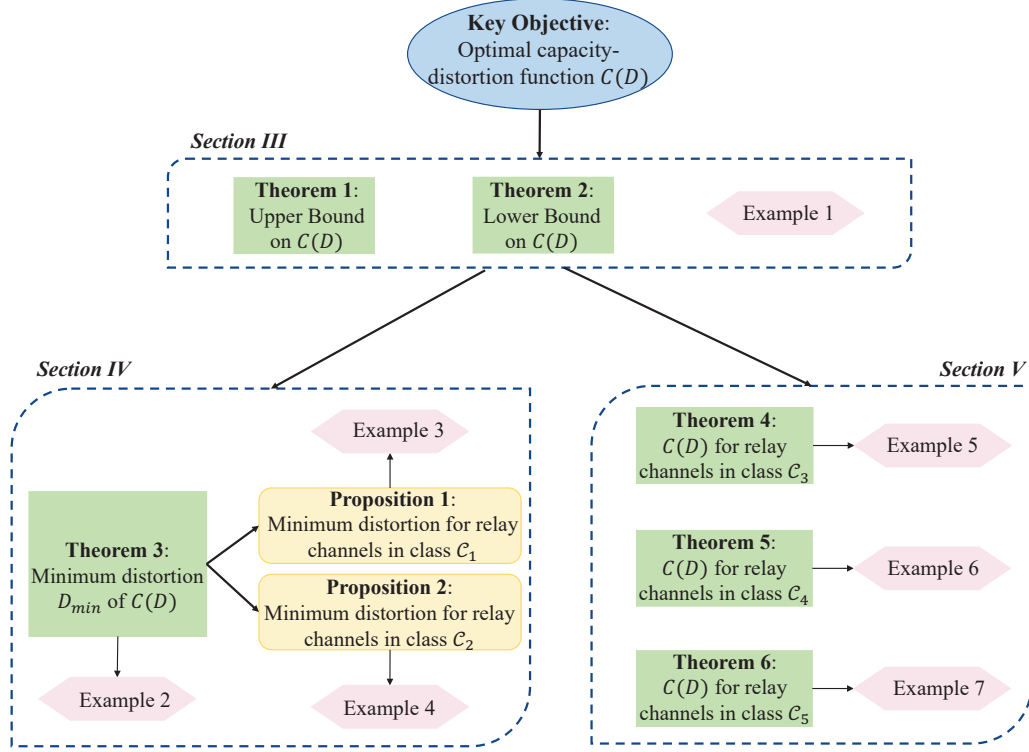 Key Objective:
Optimal capacity-
distortion function C(D)
Section III
Theorem 1:
Upper Bound
on C(D)
Theorem 2:
Lower Bound
on C(D)
Example 1
Section IV
Example 3
Theorem 3:
Minimum distortion
D_min of C(D)
Proposition 1:
Minimum distortion for relay
channels in class 𝒞₁
Proposition 2:
Minimum distortion for relay
channels in class 𝒞₂
Example 2
Example 4
Section V
Theorem 4:
C(D) for relay
channels in class 𝒞₃
Example 5
Theorem 5:
C(D) for relay
channels in class 𝒞₄
Example 6
Theorem 6:
C(D) for relay
channels in class 𝒞₅
Example 7